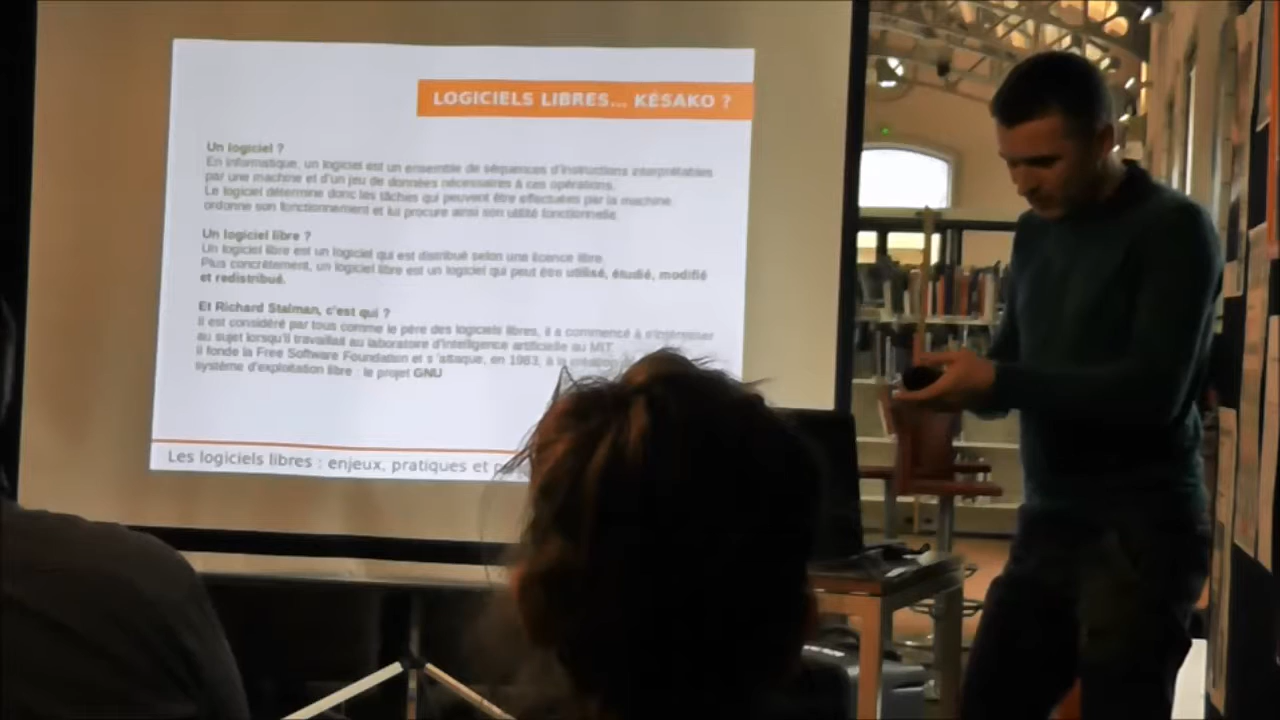 LOGICIELS LIBRES... KÉSAKO ?
Un logiciel ?
En informatique, un logiciel est un ensemble de séquences d'instructions interprétables
par une machine et d'un jeu de données nécessaires à ces opérations.
Le logiciel détermine donc les tâches qui peuvent être effectuées par la machine
ordonne son fonctionnement et lui procure ainsi son utilité fonctionnelle.
Un logiciel libre ?
Un logiciel libre est un logiciel qui est distribué selon une licence libre.
Plus concrètement, un logiciel libre est un logiciel qui peut être utilisé, étudié, modifié
et redistribué.
Et Richard Stalman, c'est qui ?
Il est considéré par tous comme le père des logiciels libres, il a commencé à s'intéresser
au sujet lorsqu'il travaillait au laboratoire d'intelligence artificielle au MIT
Il fonde la Free Software Foundation et s'attaque, en 1983, à la
système d'exploitation libre : le projet GNU
Les logiciels libres : enjeux, pratiques et